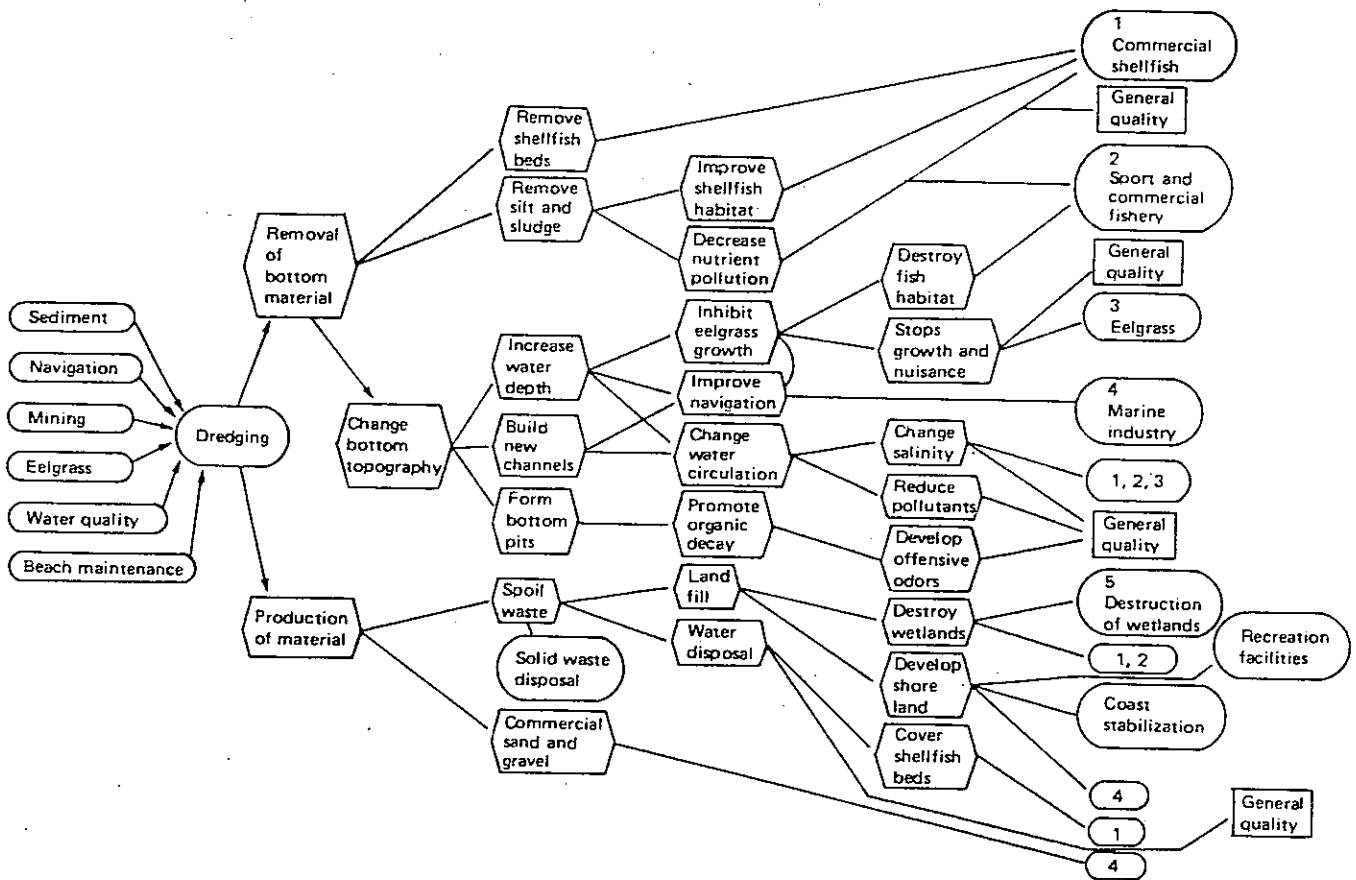 Sediment
Navigation
Mining
Eelgrass
Water quality
Beach maintenance
Dredging
Removal
of
bottom
material
Change
bottom
topography
Production
of material
Remove
shellfish
beds
Remove
silt and
sludge
Increase
water
depth
Build
new
channels
Form
bottom
pits
Spoil
waste
Solid waste
disposal
Commercial
sand and
gravel
Improve
shellfish
habitat
Decrease
nutrient
pollution
Inhibit
eelgrass
growth
Improve
navigation
Change
water
circulation
Promote
organic
decay
Land
fill
Water
disposal
Destroy
fish
habitat
Stops
growth and
nuisance
Change
salinity
Reduce
pollutants
Develop
offensive
odors
Destroy
wetlands
Develop
shore
land
Cover
shellfish
beds
1
Commercial
shellfish
General
quality
2
Sport and
commercial
fishery
General
quality
3
Eelgrass
4
Marine
industry
1, 2, 3
General
quality
5
Destruction
of wetlands
1, 2
Recreation
facilities
Coast
stabilization
4
1
4
General
quality